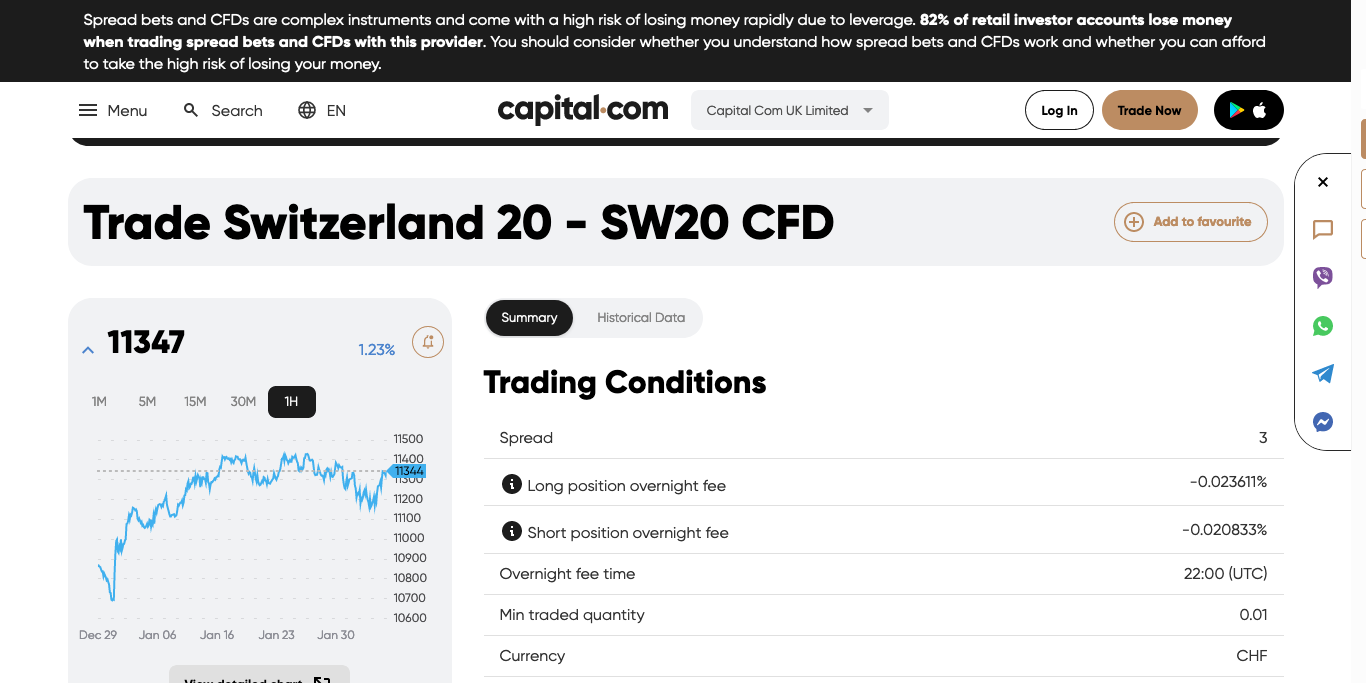 Spread bets and CFDs are complex instruments and come with a high risk of losing money rapidly due to leverage. 82% of retail investor accounts lose money
when trading spread bets and CFDs with this provider. You should consider whether you understand how spread bets and CFDs work and whether you can afford
to take the high risk of losing your money.
Menu Search EN capital.com Capital Com UK Limited Log In Trade Now
Trade Switzerland 20 - SW20 CFD
Add to favourite
11347
1.23%
1M 5M 15M 30M 1H
11500
11400
11344
11300
11200
11100
11000
10900
10800
10700
10600
Dec 29 Jan 06 Jan 16 Jan 23 Jan 30
View detailed chart
Summary Historical Data
Trading Conditions
Spread 3
Long position overnight fee -0.023611%
Short position overnight fee -0.020833%
Overnight fee time 22:00 (UTC)
Min traded quantity 0.01
Currency CHF